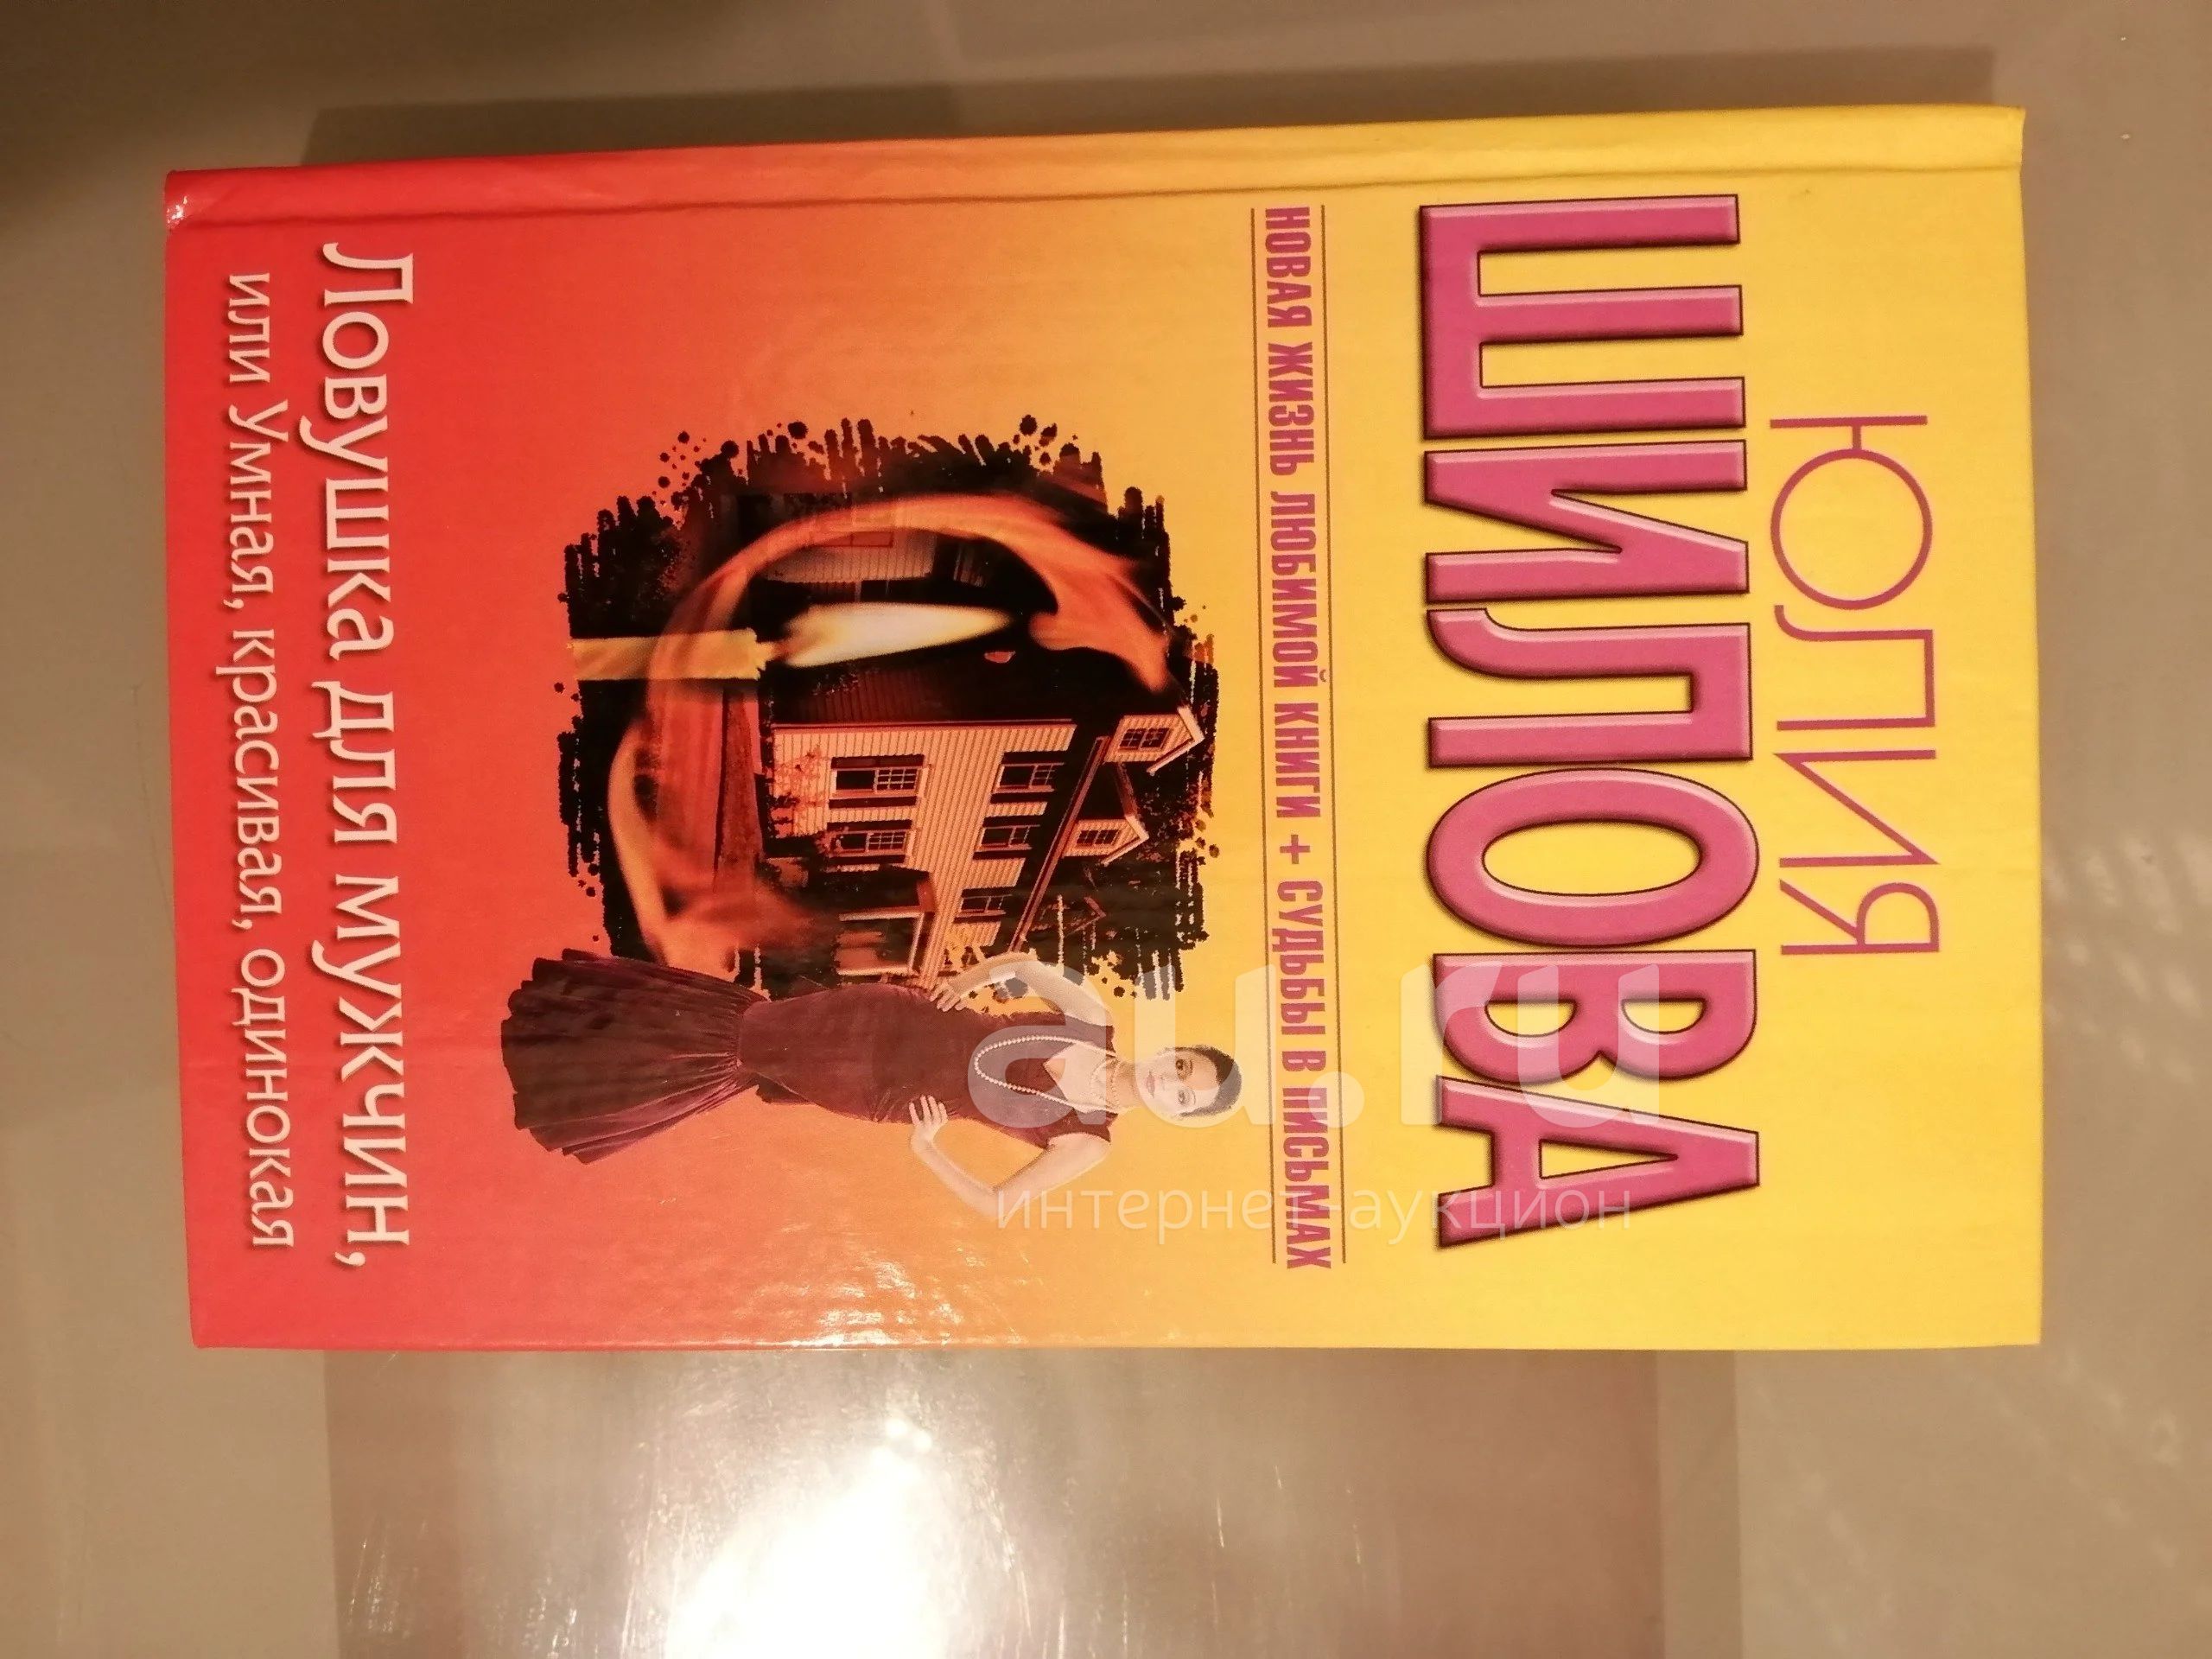 ЮЛИЯ
ШИЛОВА
НОВАЯ ЖИЗНЬ ЛЮБИМОЙ КНИГИ + СУДЬБЫ В ПИСЬМАХ
Ловушка для мужчин,
или Умная, красивая, одинокая
au.ru
интернет-аукцион